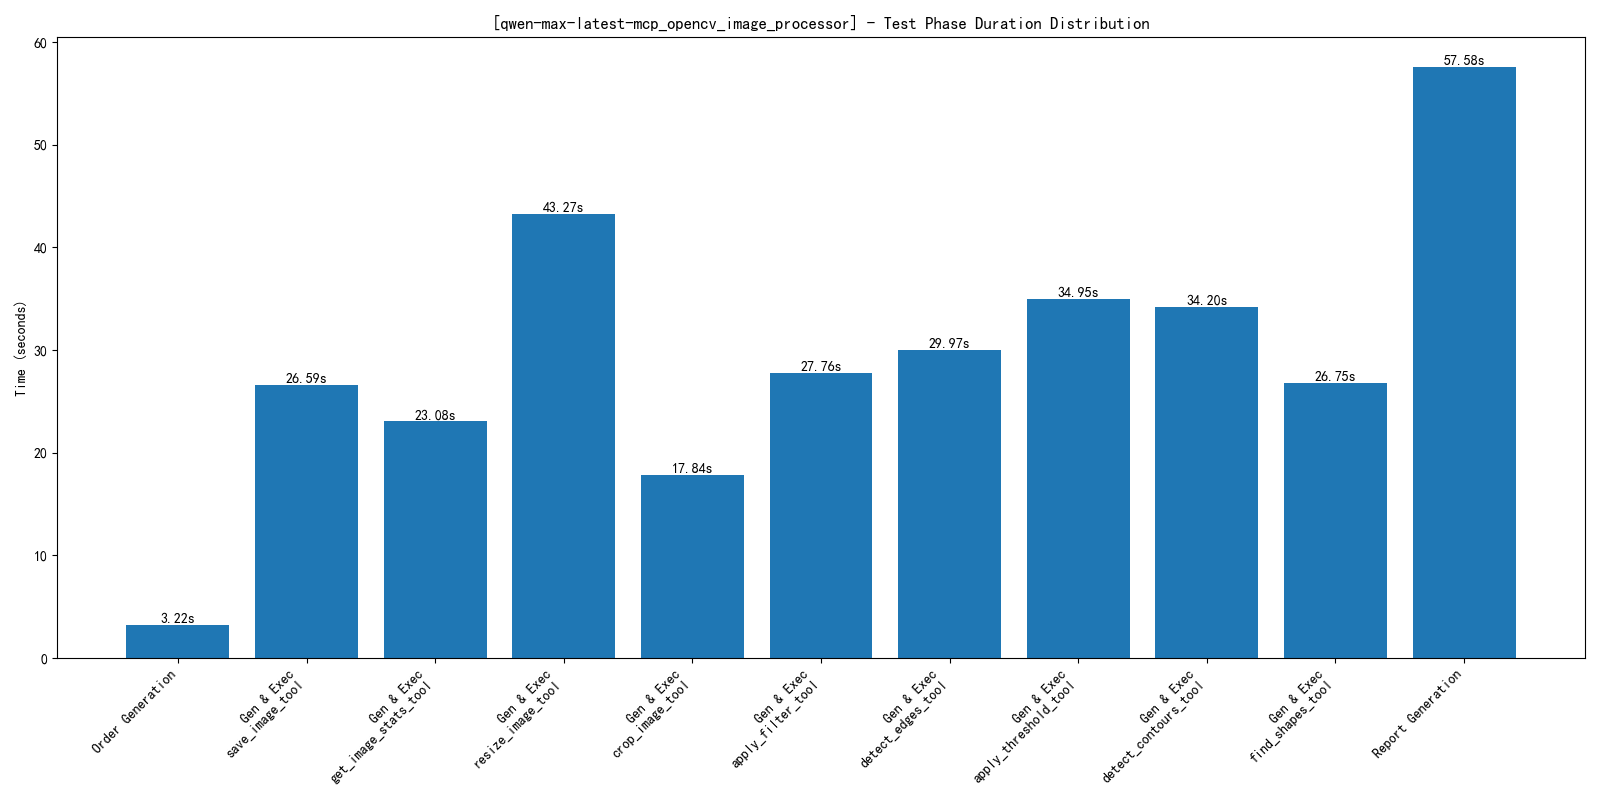 [qwen-max-latest-mcp_opencv_image_processor] - Test Phase Duration Distribution
Time (seconds)
60
50
40
30
20
10
0
3.22s
26.59s
23.08s
43.27s
17.84s
27.76s
29.97s
34.95s
34.20s
26.75s
57.58s
Order Generation
Gen & Exec
save_image_tool
Gen & Exec
get_image_stats_tool
Gen & Exec
resize_image_tool
Gen & Exec
crop_image_tool
Gen & Exec
apply_filter_tool
Gen & Exec
detect_edges_tool
Gen & Exec
apply_threshold_tool
Gen & Exec
detect_contours_tool
Gen & Exec
find_shapes_tool
Report Generation